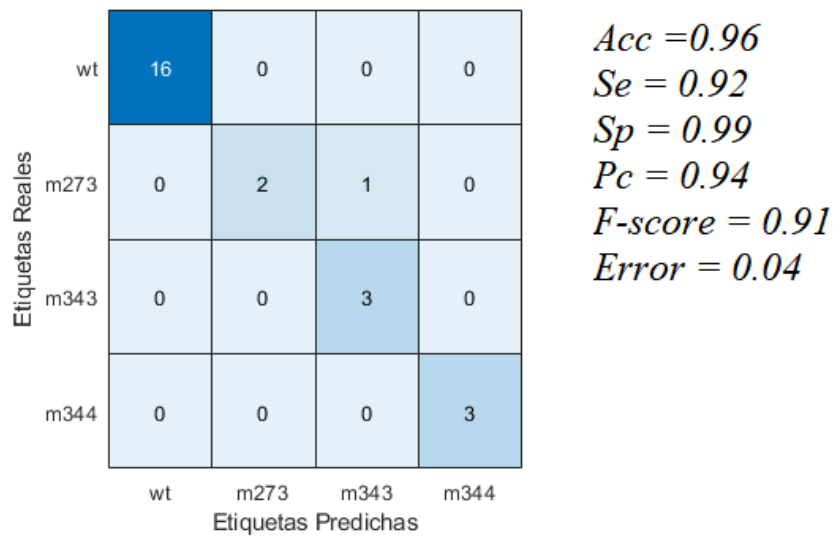 wt 16 0 0 0
m273 0 2 1 0
m343 0 0 3 0
m344 0 0 0 3
wt m273 m343 m344
Etiquetas Predichas
Etiquetas Reales
Acc =0.96
Se = 0.92
Sp = 0.99
Pc = 0.94
F-score = 0.91
Error = 0.04